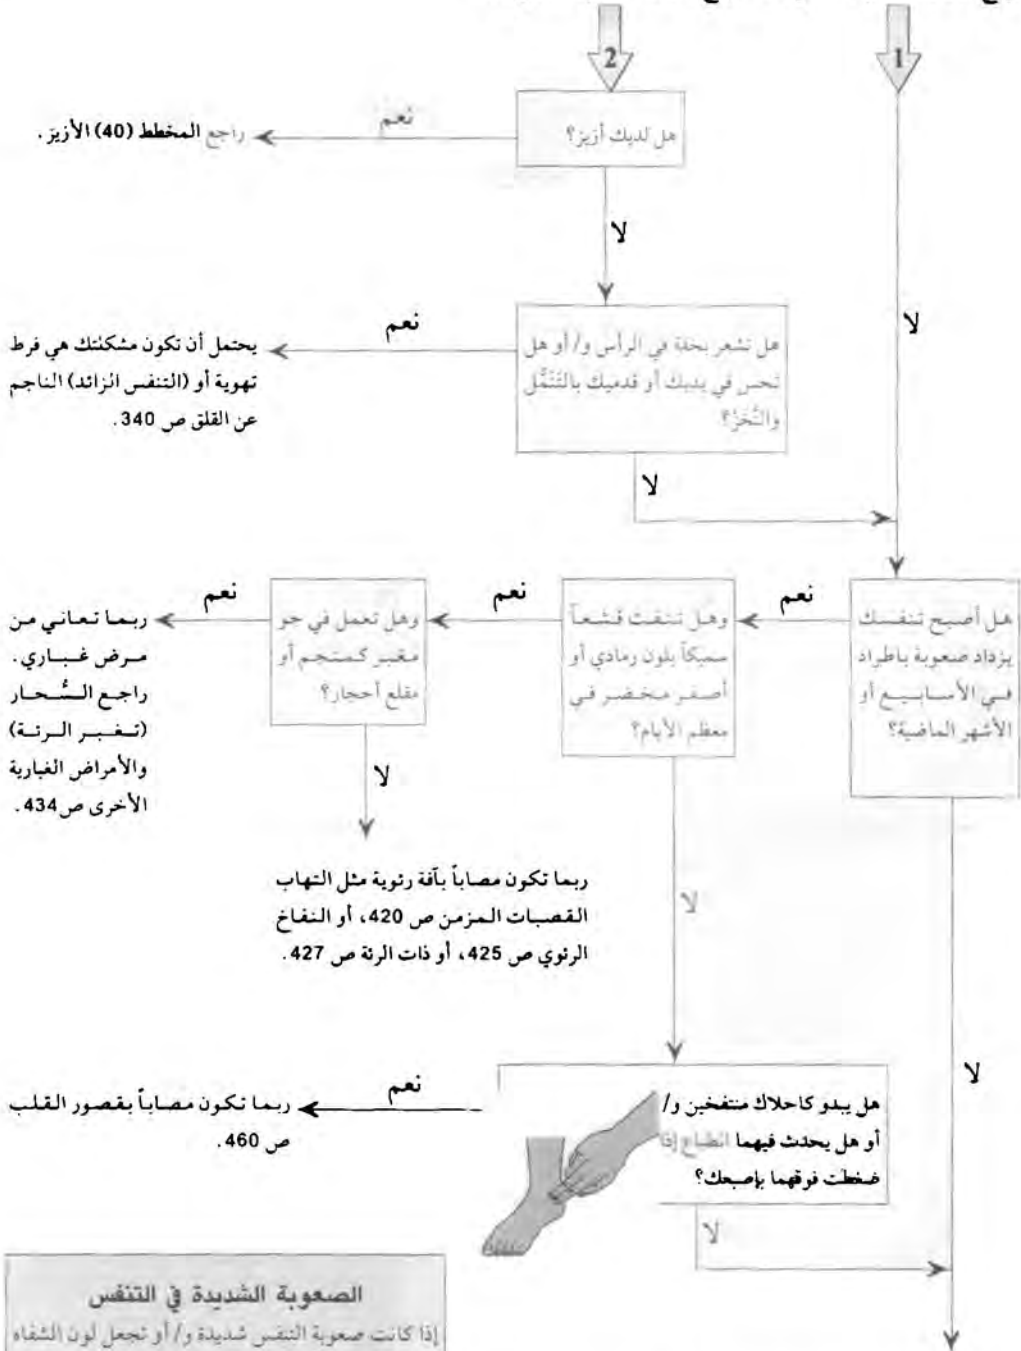 1
2
هل لديك أزيز؟
نعم
راجع المخطط (40) الأزيز.
لا
لا
هل تشعر بخفة في الرأس و/أو هل
تحس في يديك أو قدميك بالتَنَمُّل
والنَّخز؟
نعم
يحتمل أن تكون مشكلتك هي فرط
تهوية أو (التنفس الزائد) الناجم
عن القلق ص 340.
لا
هل أصبح تنفسك
يزداد صعوبة باطراد
في الأسابيع أو
الأشهر الماضية؟
نعم
وهل تنفث قشعاً
سميكاً بلون رمادي أو
أصفر مخضر في
معظم الأيام؟
نعم
وهل تعمل في جو
مغبر كمنجم أو
مقلع أحجار؟
نعم
ربما تعاني من
مرض غباري.
راجع السُّحار
(تغبر الرئة)
والأمراض الغبارية
الأخرى ص 434.
لا
ربما تكون مصاباً بآفة رئوية مثل التهاب
القصبات المزمن ص 420، أو النفاخ
الرئوي ص 425، أو ذات الرئة ص 427.
لا
لا
هل يبدو كاحلاك منتفخين و/
أو هل يحدث فيهما انطباع إذا
ضغطت فوقهما بإصبعك؟
نعم
ربما تكون مصاباً بقصور القلب
ص 460.
لا
الصعوبة الشديدة في التنفس
إذا كانت صعوبة التنفس شديدة و/أو تجعل لون الشفاه